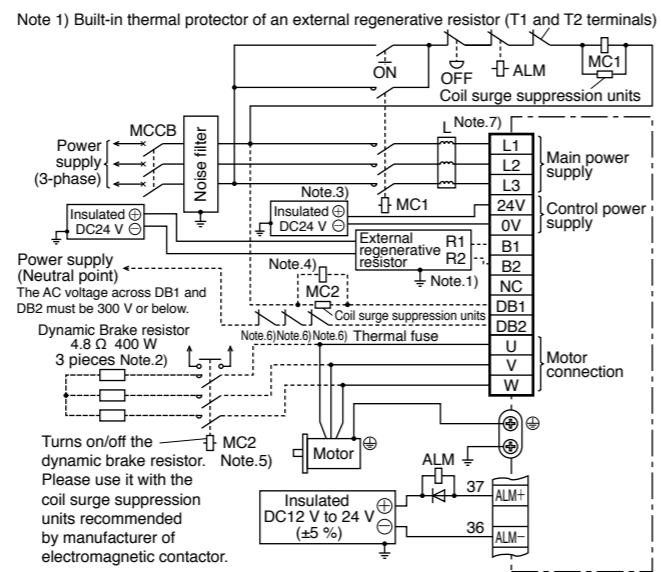 Note 1) Built-in thermal protector of an external regenerative resistor (T1 and T2 terminals)
ON
OFF
ALM
MC1
Coil surge suppression units
MCCB
Noise filter
L
Note.7)
Power
supply
(3-phase)
L1
L2
L3
Main power
supply
Note.3)
MC1
24V
0V
Control power
supply
Insulated ⊕
DC24 V ⊖
Insulated ⊕
DC24 V ⊖
External
regenerative
resistor
R1
R2
Note.1)
B1
B2
NC
DB1
DB2
Power supply
(Neutral point)
The AC voltage across DB1 and
DB2 must be 300 V or below.
Note.4)
MC2
Coil surge suppression units
Note.6) Note.6) Note.6) Thermal fuse
Dynamic Brake resistor
4.8 Ω 400 W
3 pieces Note.2)
U
V
W
Motor
connection
Turns on/off the
dynamic brake resistor.
Please use it with the
coil surge suppression
units recommended
by manufacturer of
electromagnetic contactor.
MC2
Note.5)
Motor
ALM
Insulated
DC12 V to 24 V
(±5 %)
⊕
⊖
37
ALM+
36
ALM−